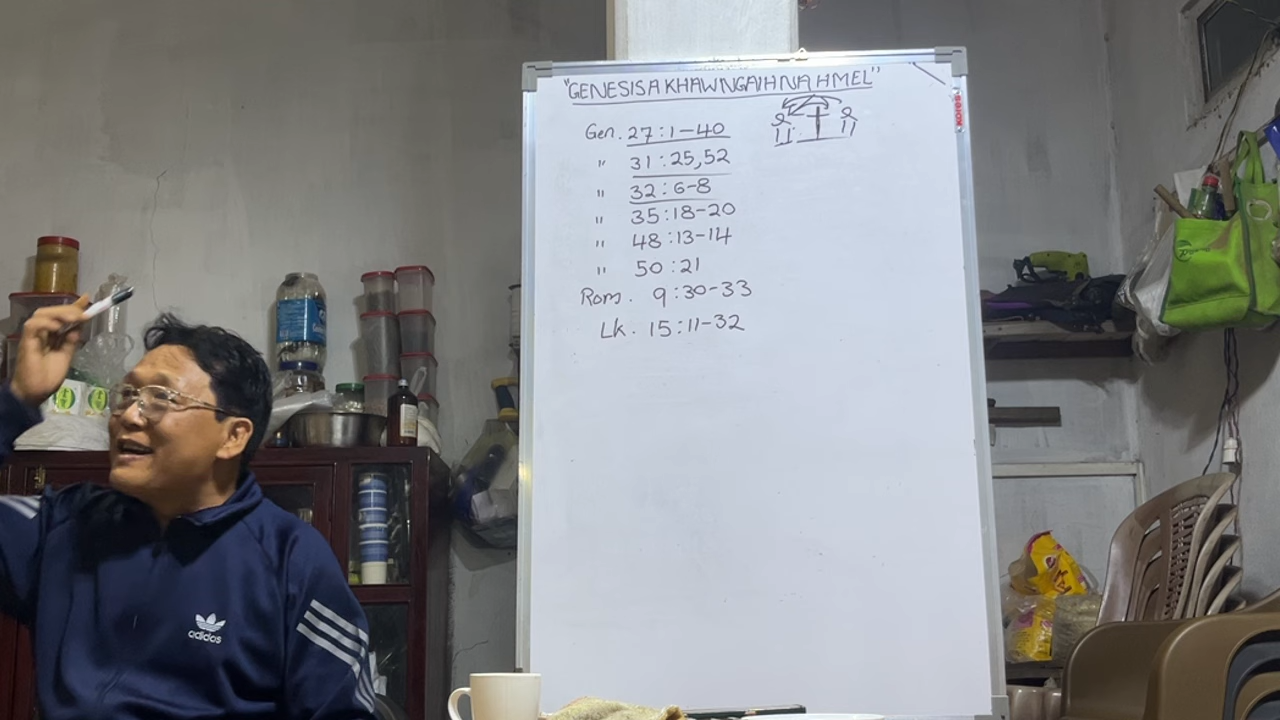 "GENESISA KHAWNGAIHNA HMEL"
Gen. 27:1-40
" 31:25,52
" 32:6-8
" 35:18-20
" 48:13-14
" 50:21
Rom. 9:30-33
Lk. 15:11-32
KORES
adidas